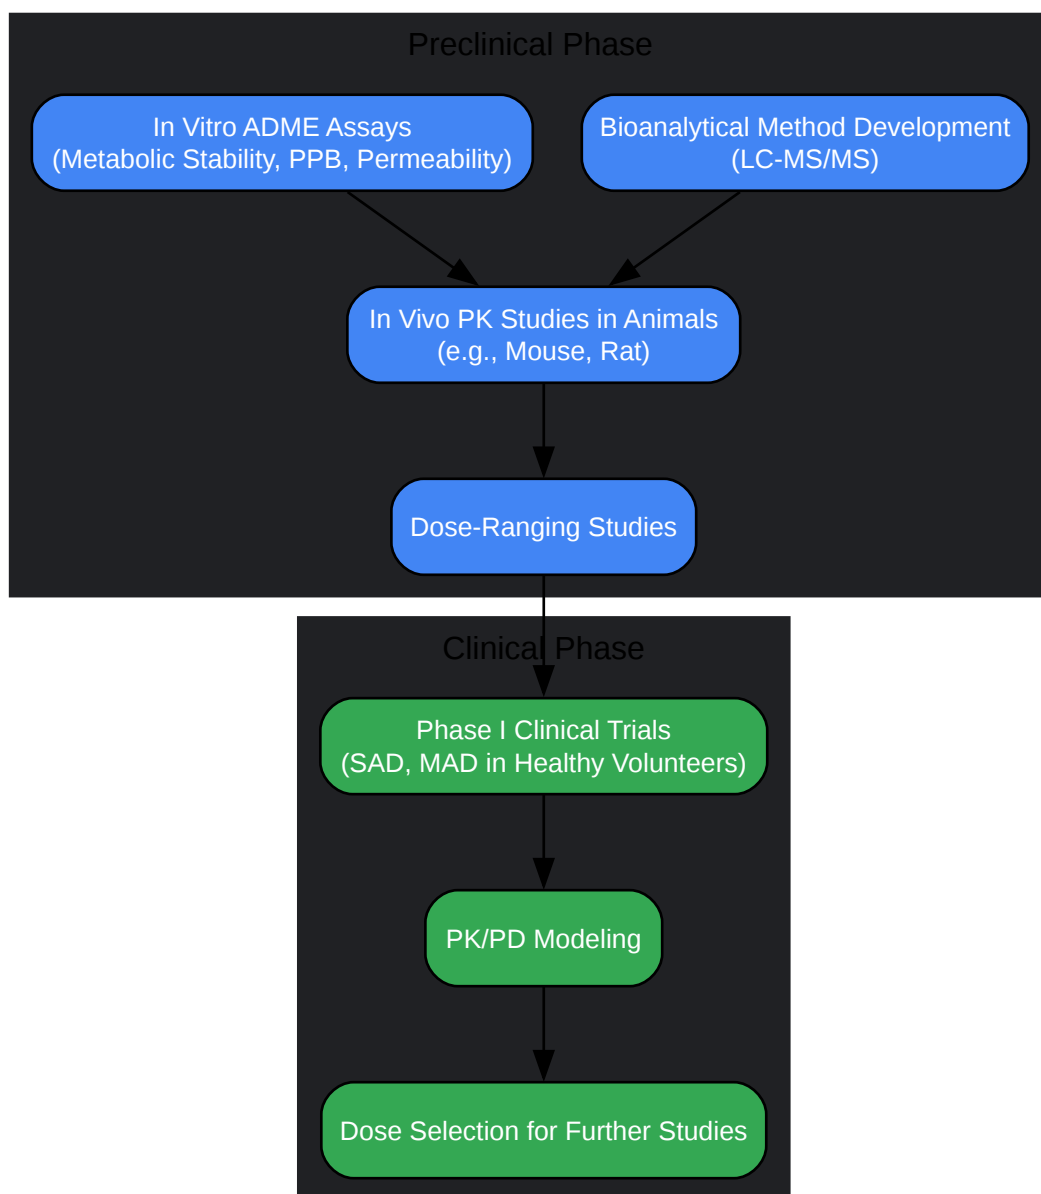 Preclinical Phase
In Vitro ADME Assays
(Metabolic Stability, PPB, Permeability)
Bioanalytical Method Development
(LC-MS/MS)
In Vivo PK Studies in Animals
(e.g., Mouse, Rat)
Dose-Ranging Studies
Clinical Phase
Phase I Clinical Trials
(SAD, MAD in Healthy Volunteers)
PK/PD Modeling
Dose Selection for Further Studies